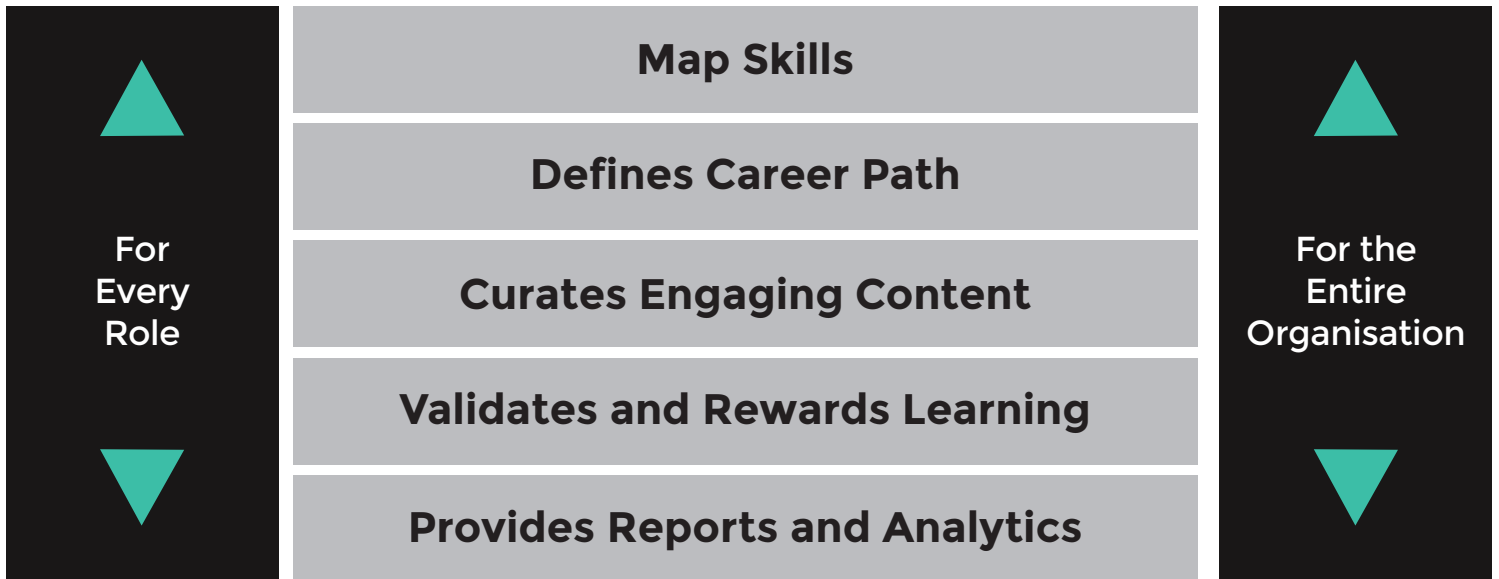 For
Every
Role
Map Skills
Defines Career Path
Curates Engaging Content
Validates and Rewards Learning
Provides Reports and Analytics
For the
Entire
Organisation